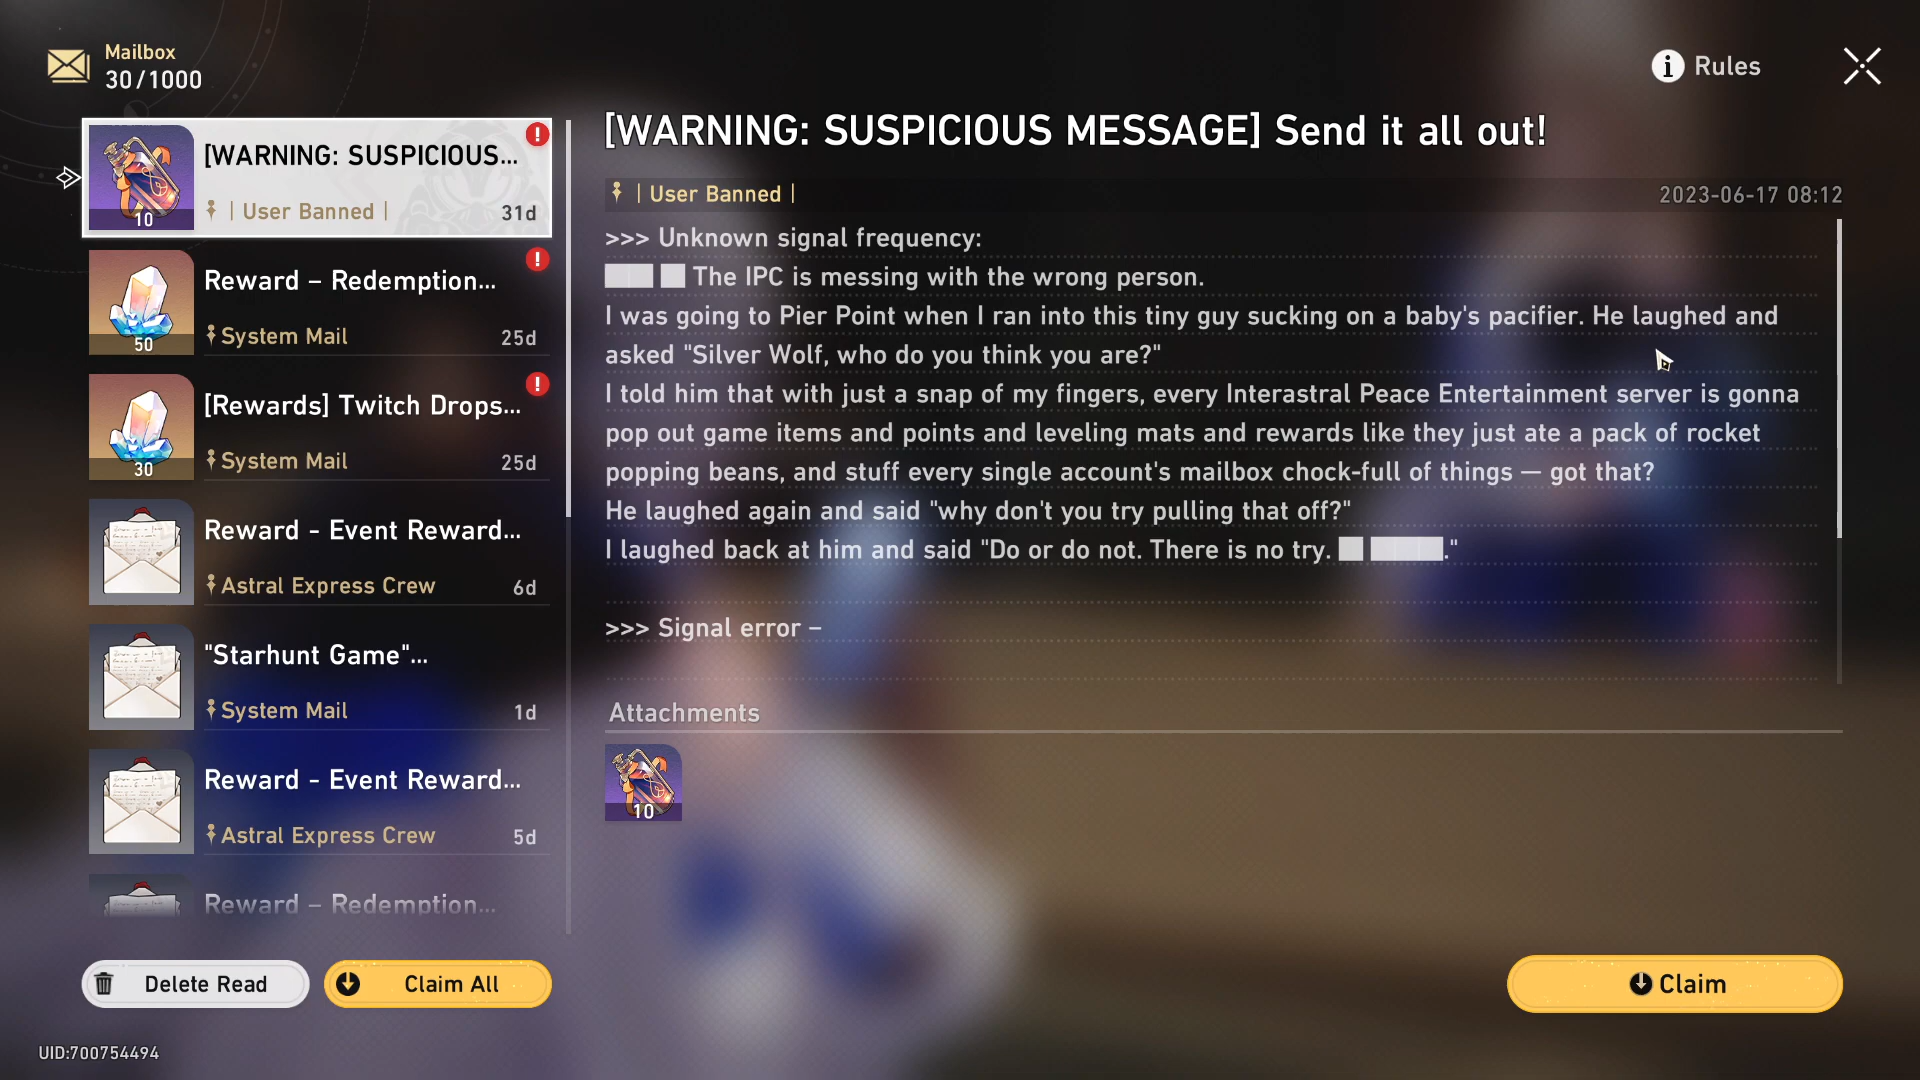 Mailbox
30/1000
Rules
[WARNING: SUSPICIOUS...
10
| User Banned |
31d
Reward – Redemption...
50
System Mail
25d
[Rewards] Twitch Drops...
30
System Mail
25d
Reward - Event Reward...
Astral Express Crew
6d
"Starhunt Game"...
System Mail
1d
Reward - Event Reward...
Astral Express Crew
5d
Reward – Redemption...
Delete Read
Claim All
UID:700754494
[WARNING: SUSPICIOUS MESSAGE] Send it all out!
| User Banned |
2023-06-17 08:12
>>> Unknown signal frequency:
██ █ The IPC is messing with the wrong person.
I was going to Pier Point when I ran into this tiny guy sucking on a baby's pacifier. He laughed and
asked "Silver Wolf, who do you think you are?"
I told him that with just a snap of my fingers, every Interastral Peace Entertainment server is gonna
pop out game items and points and leveling mats and rewards like they just ate a pack of rocket
popping beans, and stuff every single account's mailbox chock-full of things — got that?
He laughed again and said "why don't you try pulling that off?"
I laughed back at him and said "Do or do not. There is no try. █ ███."
>>> Signal error –
Attachments
10
Claim